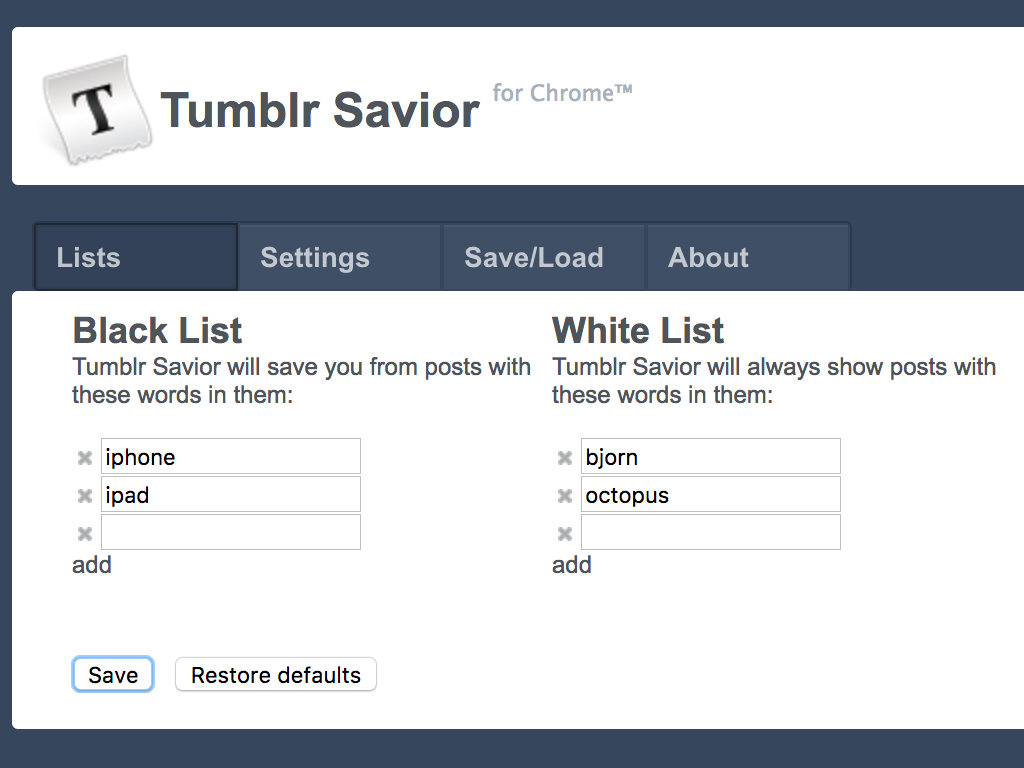 T
Tumblr Savior for Chrome™
Lists Settings Save/Load About
Black List
Tumblr Savior will save you from posts with
these words in them:
iphone
ipad
add
White List
Tumblr Savior will always show posts with
these words in them:
bjorn
octopus
add
Save Restore defaults